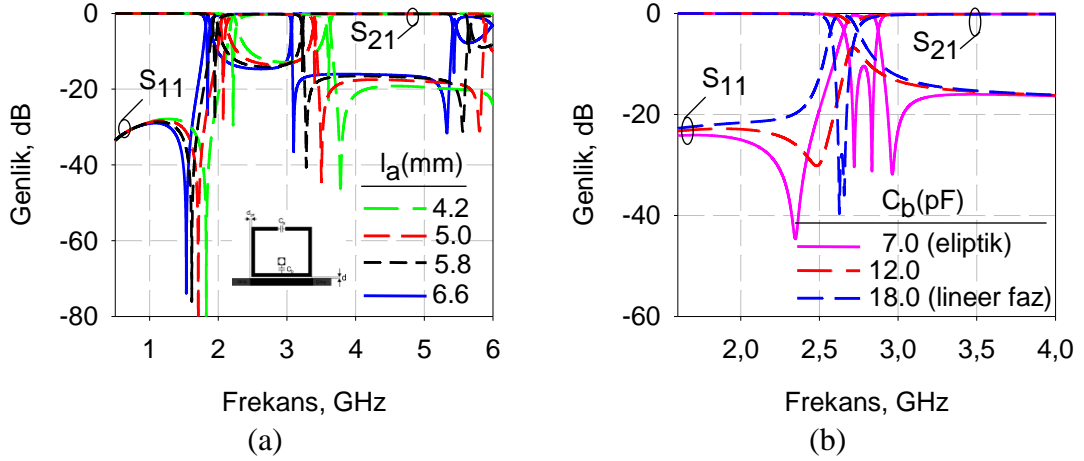 0
-20
-40
-60
-80
Genlik, dB
S11
S21
la(mm)
4.2
5.0
5.8
6.6
d
1 2 3 4 5 6
Frekans, GHz
(a)
0
-20
-40
-60
Genlik, dB
S11
S21
Cb(pF)
7.0 (eliptik)
12.0
18.0 (lineer faz)
2,0 2,5 3,0 3,5 4,0
Frekans, GHz
(b)